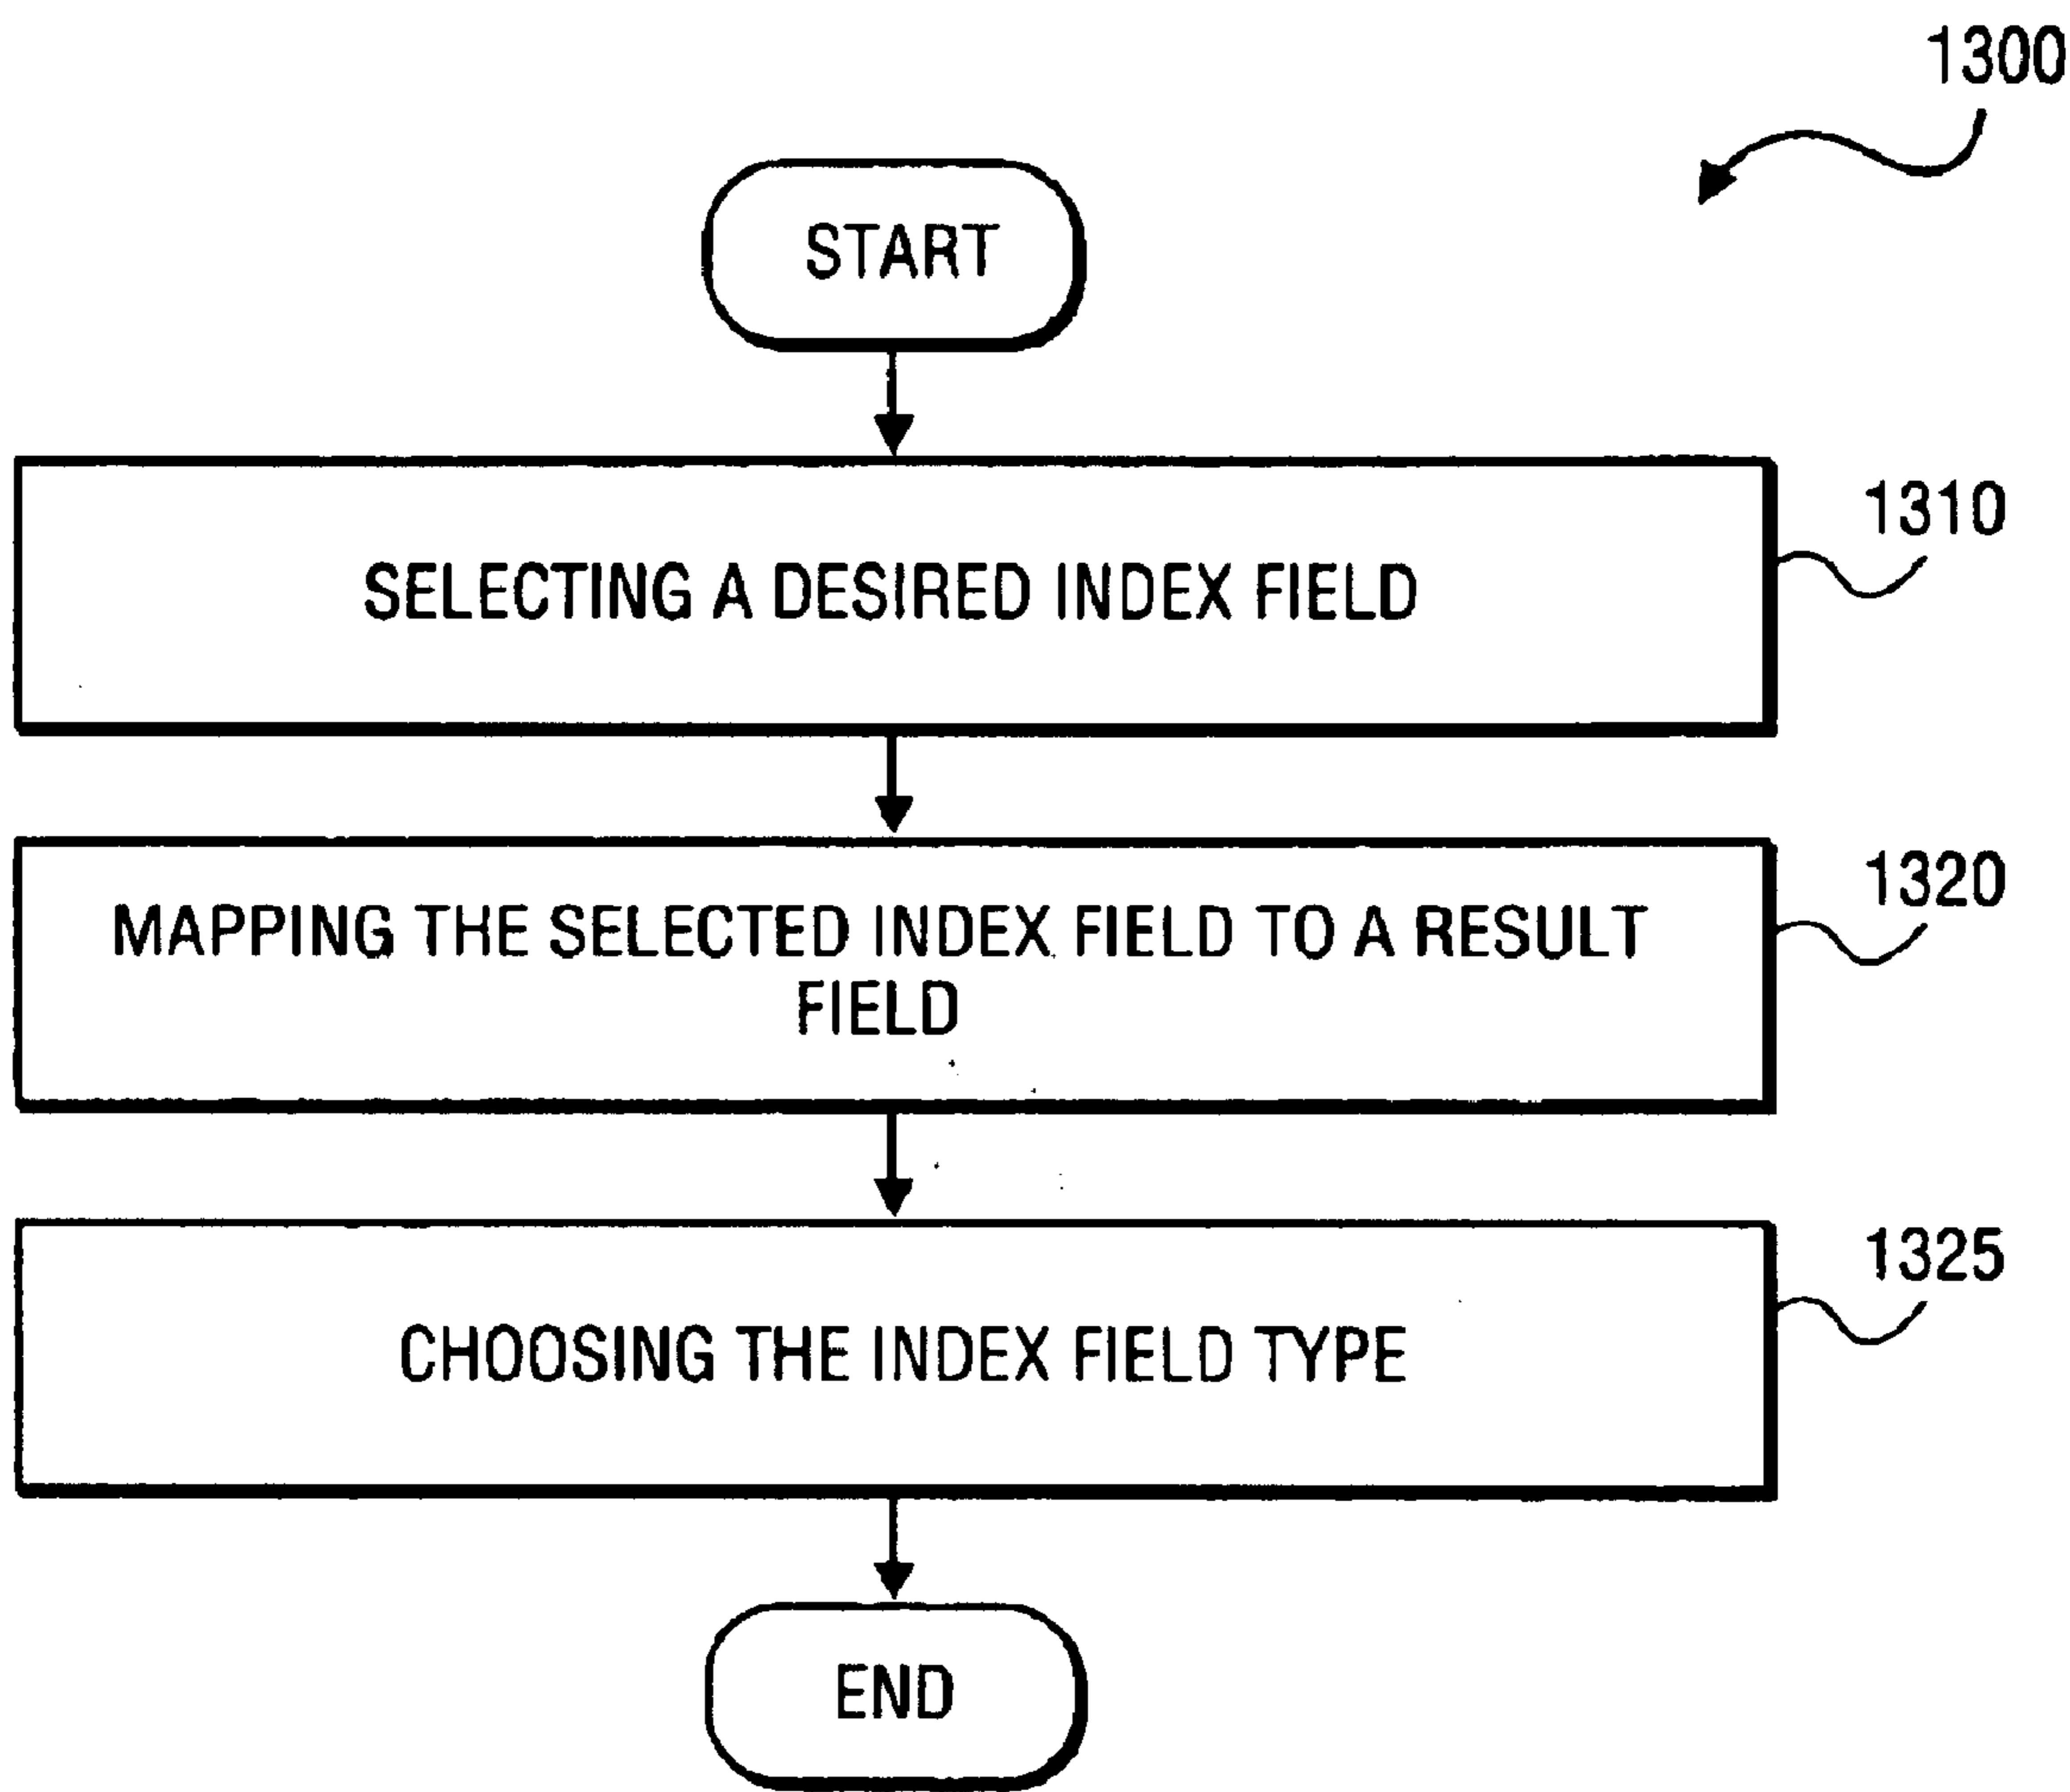 1300
START
SELECTING A DESIRED INDEX FIELD
1310
MAPPING THE SELECTED INDEX FIELD TO A RESULT
FIELD
1320
CHOOSING THE INDEX FIELD TYPE
1325
END